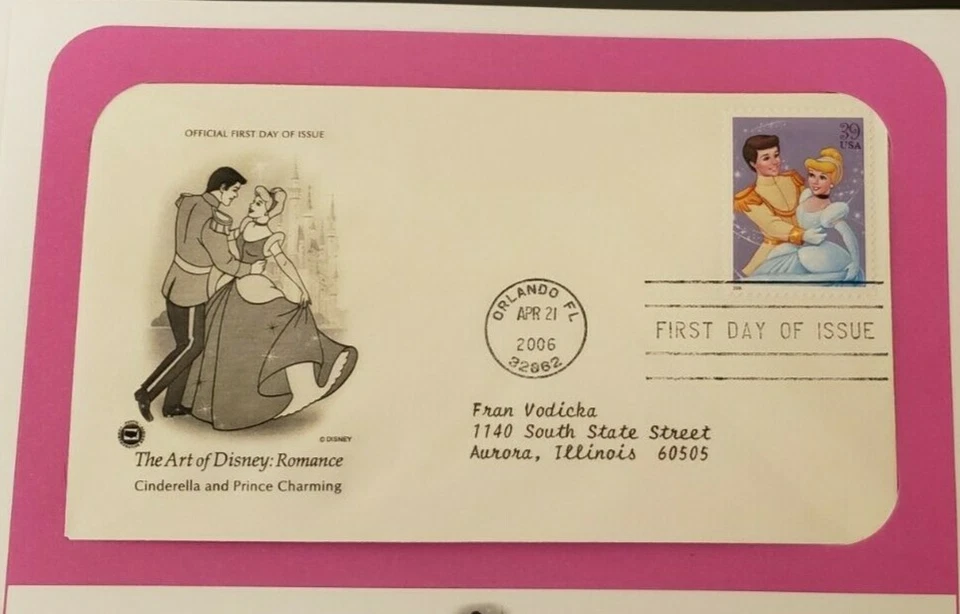 OFFICIAL FIRST DAY OF ISSUE
39
USA
ORLANDO FL
APR 21
2006
32862
FIRST DAY OF ISSUE
Fran Vodicka
1140 South State Street
Aurora, Illinois 60505
© DISNEY
The Art of Disney: Romance
Cinderella and Prince Charming